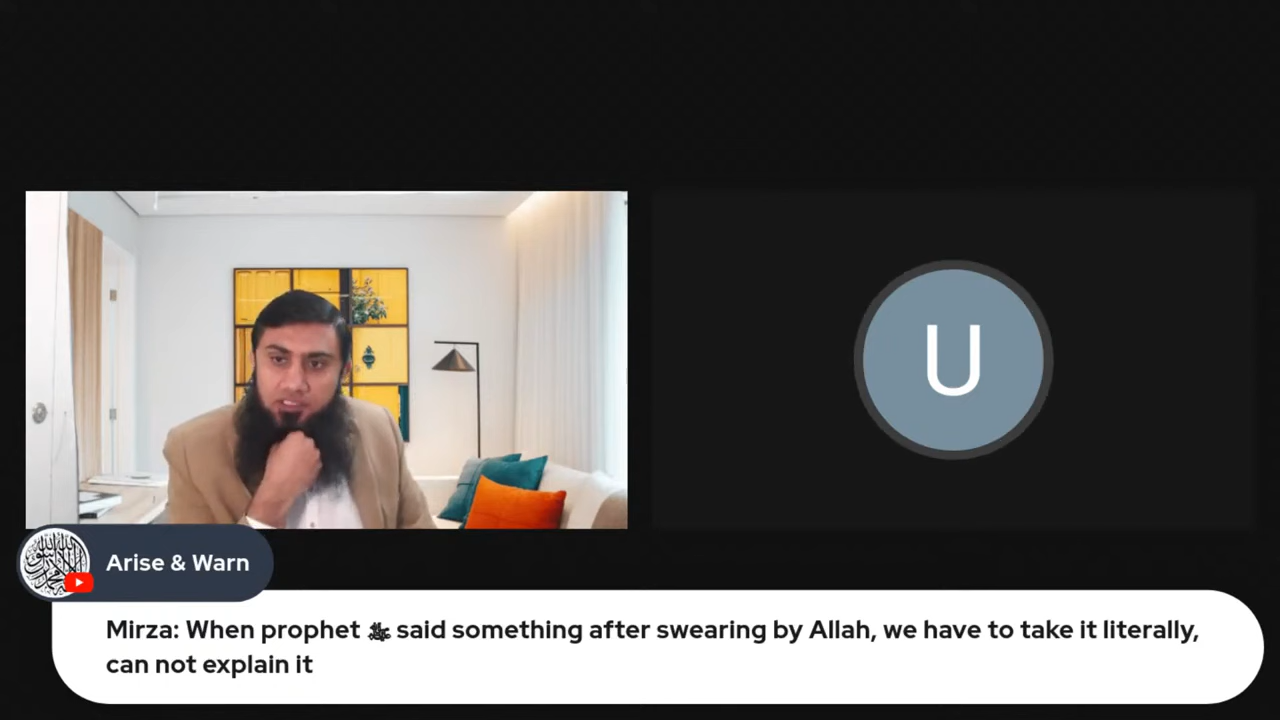 U
Arise & Warn
Mirza: When prophet ﷺ said something after swearing by Allah, we have to take it literally,
can not explain it